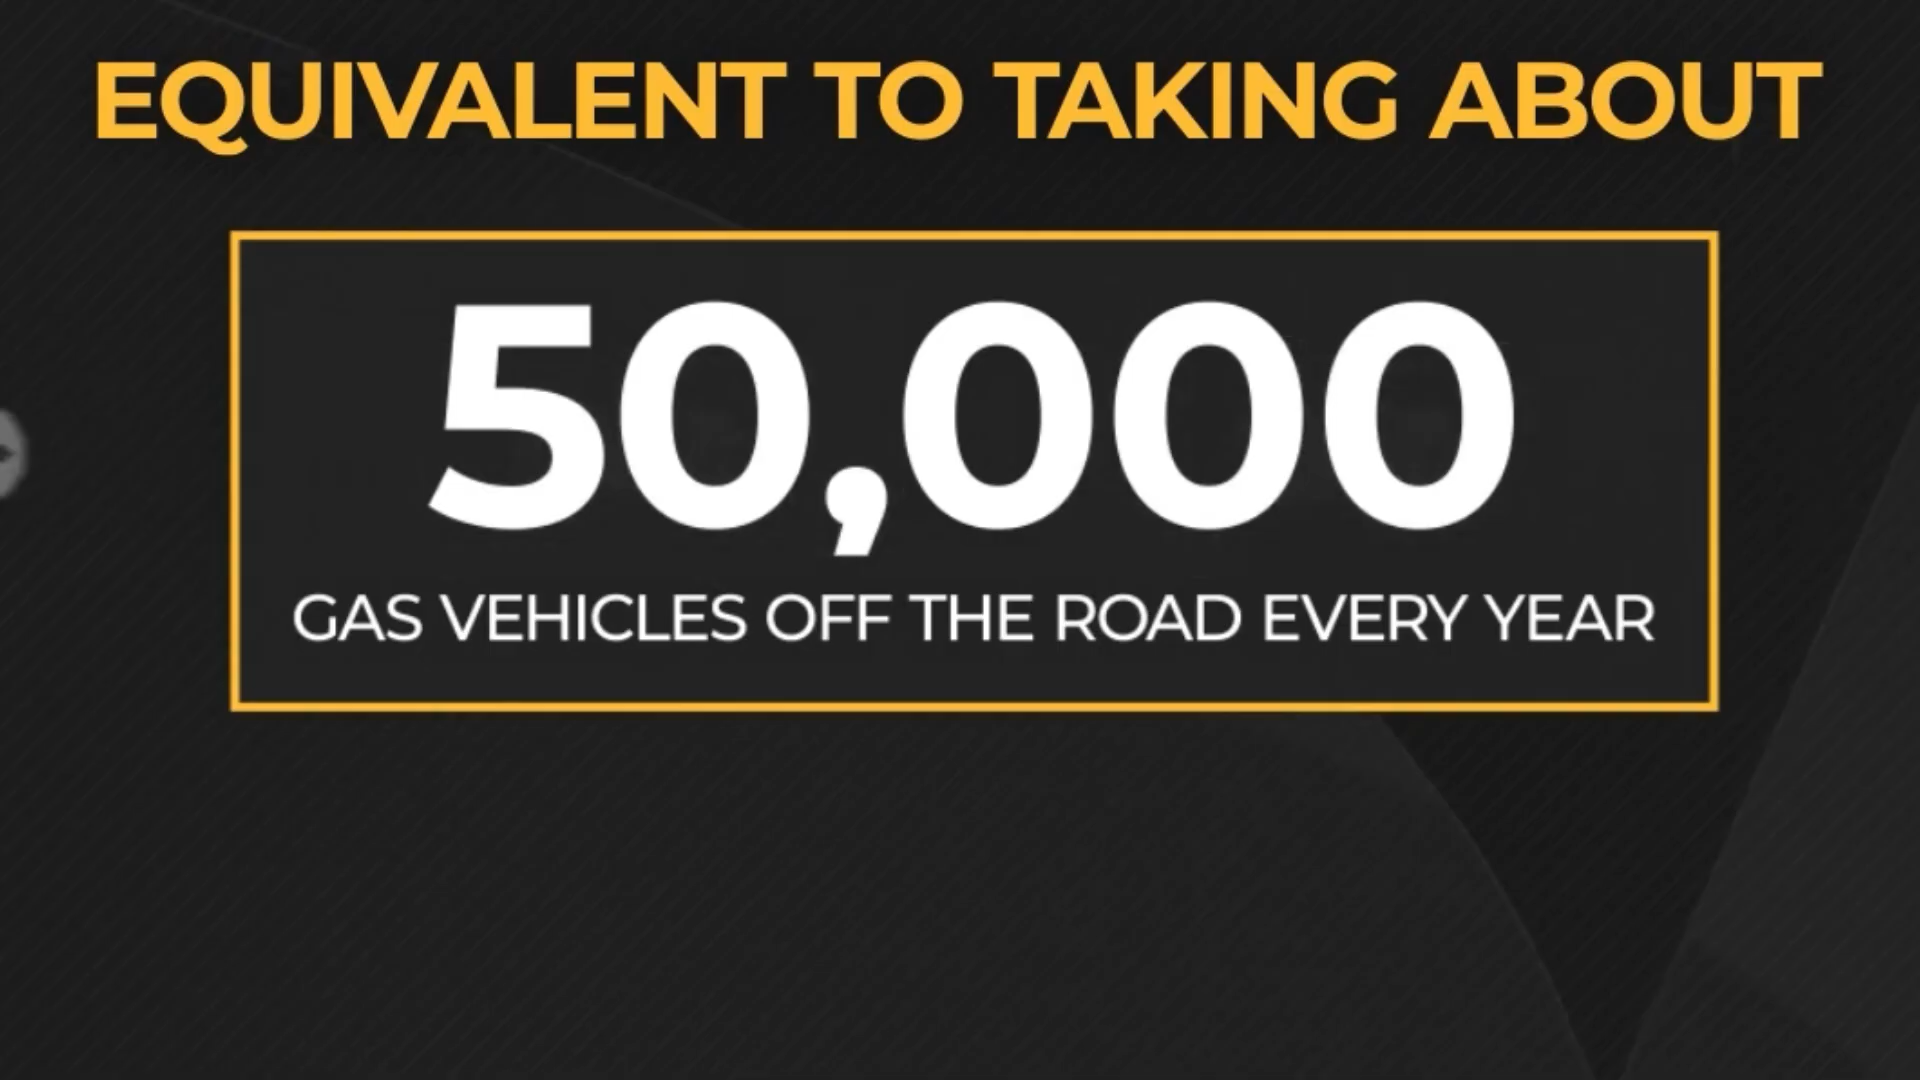 EQUIVALENT TO TAKING ABOUT
50,000
GAS VEHICLES OFF THE ROAD EVERY YEAR